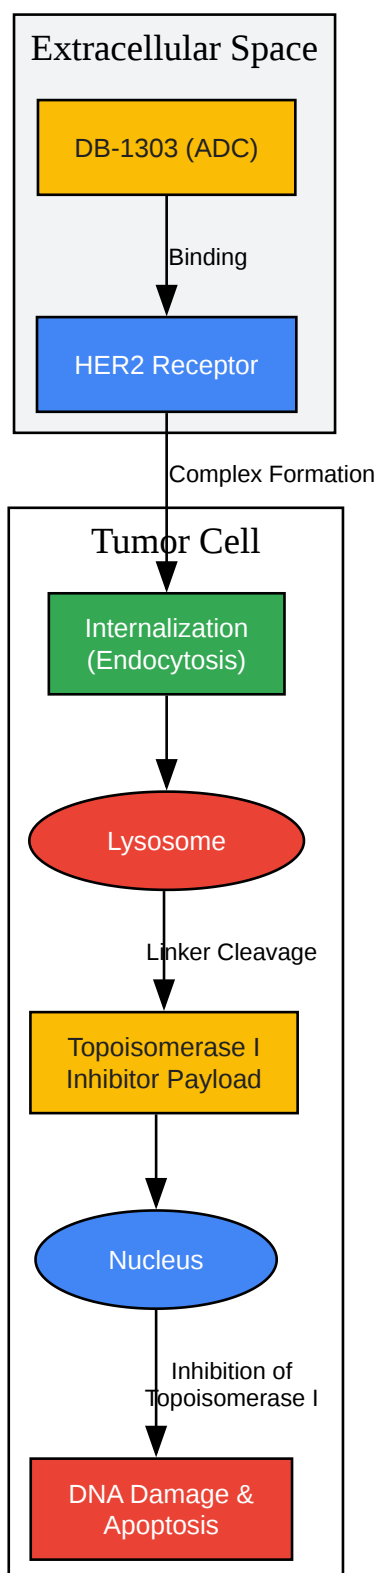 Extracellular Space
DB-1303 (ADC)
Binding
HER2 Receptor
Complex Formation
Tumor Cell
Internalization
(Endocytosis)
Lysosome
Linker Cleavage
Topoisomerase I
Inhibitor Payload
Nucleus
Inhibition of
Topoisomerase I
DNA Damage &
Apoptosis